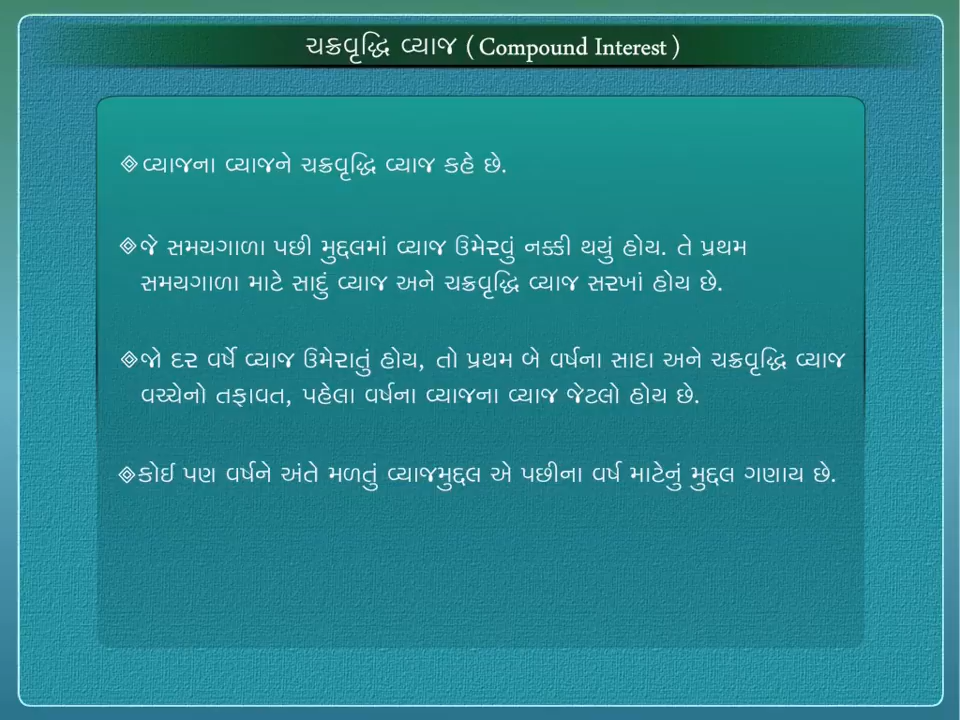 ચક્રવૃદ્ધિ વ્યાજ ( Compound Interest )
વ્યાજના વ્યાજને ચક્રવૃદ્ધિ વ્યાજ કહે છે.
જે સમયગાળા પછી મુદ્દલમાં વ્યાજ ઉમેરવું નક્કી થયું હોય. તે પ્રથમ
સમયગાળા માટે સાદું વ્યાજ અને ચક્રવૃદ્ધિ વ્યાજ સરખાં હોય છે.
જો દર વર્ષે વ્યાજ ઉમેરાતું હોય, તો પ્રથમ બે વર્ષના સાદા અને ચક્રવૃદ્ધિ વ્યાજ
વચ્ચેનો તફાવત, પહેલા વર્ષના વ્યાજના વ્યાજ જેટલો હોય છે.
કોઈ પણ વર્ષને અંતે મળતું વ્યાજમુદ્દલ એ પછીના વર્ષ માટેનું મુદ્દલ ગણાય છે.